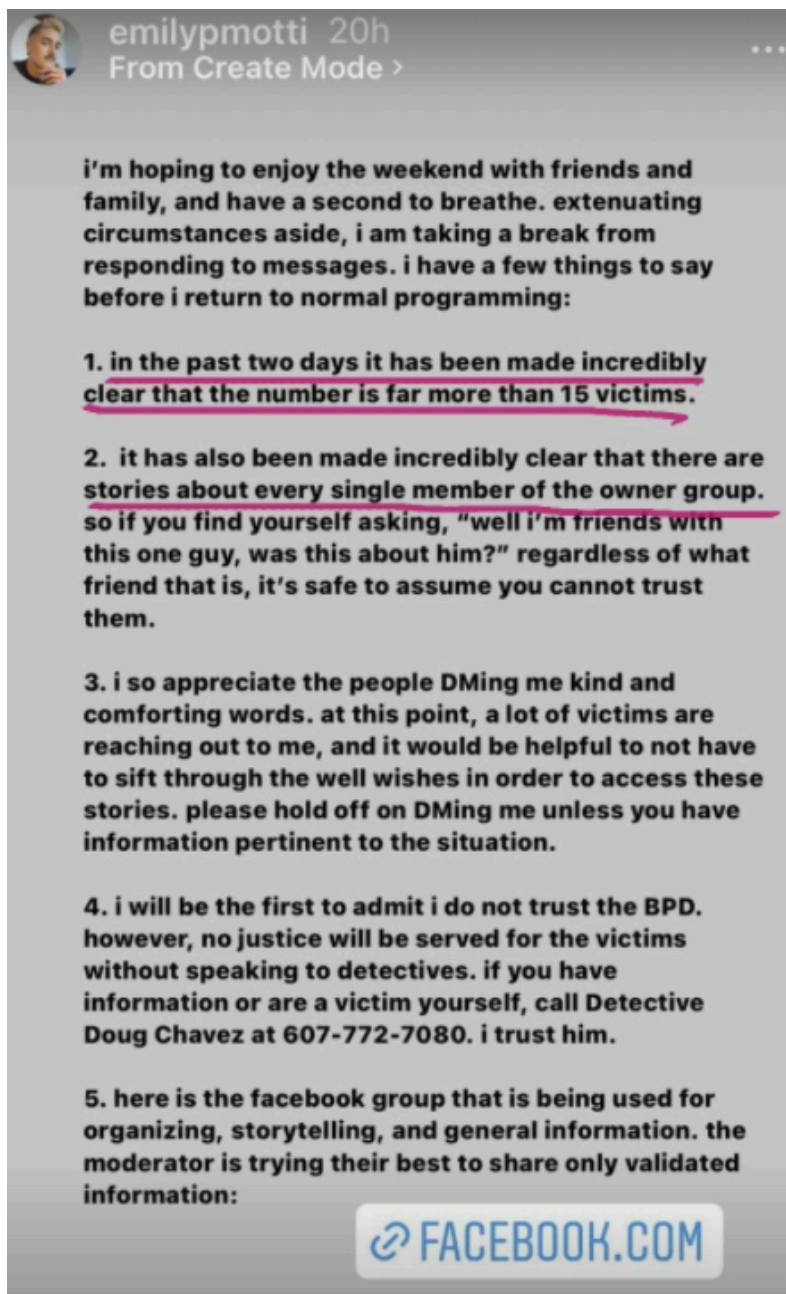 emilypmotti 20h
From Create Mode >
i'm hoping to enjoy the weekend with friends and
family, and have a second to breathe. extenuating
circumstances aside, i am taking a break from
responding to messages. i have a few things to say
before i return to normal programming:
1. in the past two days it has been made incredibly
clear that the number is far more than 15 victims.
2. it has also been made incredibly clear that there are
stories about every single member of the owner group.
so if you find yourself asking, "well i'm friends with
this one guy, was this about him?" regardless of what
friend that is, it's safe to assume you cannot trust
them.
3. i so appreciate the people DMing me kind and
comforting words. at this point, a lot of victims are
reaching out to me, and it would be helpful to not have
to sift through the well wishes in order to access these
stories. please hold off on DMing me unless you have
information pertinent to the situation.
4. i will be the first to admit i do not trust the BPD.
however, no justice will be served for the victims
without speaking to detectives. if you have
information or are a victim yourself, call Detective
Doug Chavez at 607-772-7080. i trust him.
5. here is the facebook group that is being used for
organizing, storytelling, and general information. the
moderator is trying their best to share only validated
information:
FACEBOOK.COM